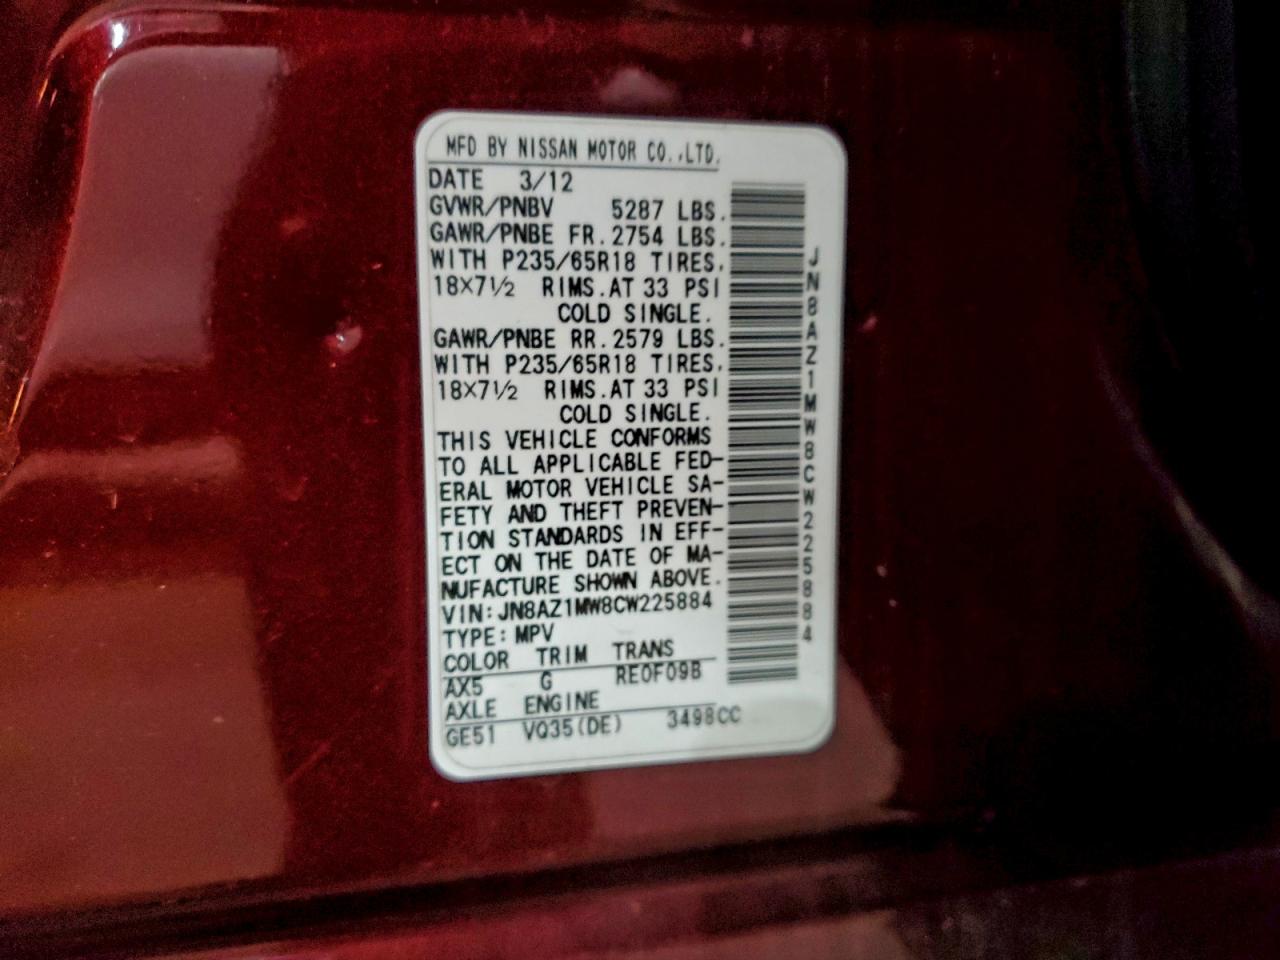 MFD BY NISSAN MOTOR CO.,LTD.
DATE 3/12
GVWR/PNBV 5287 LBS.
GAWR/PNBE FR. 2754 LBS.
WITH P235/65R18 TIRES,
18×7½ RIMS.AT 33 PSI
COLD SINGLE.
GAWR/PNBE RR. 2579 LBS.
WITH P235/65R18 TIRES,
18×7½ RIMS.AT 33 PSI
COLD SINGLE.
THIS VEHICLE CONFORMS
TO ALL APPLICABLE FED-
ERAL MOTOR VEHICLE SA-
FETY AND THEFT PREVEN-
TION STANDARDS IN EFF-
ECT ON THE DATE OF MA-
NUFACTURE SHOWN ABOVE.
VIN:JN8AZ1MW8CW225884
TYPE:MPV
COLOR TRIM TRANS
AX5 G RE0F09B
AXLE ENGINE
GE51 VQ35(DE) 3498CC
JN8AZ1MW8CW225884